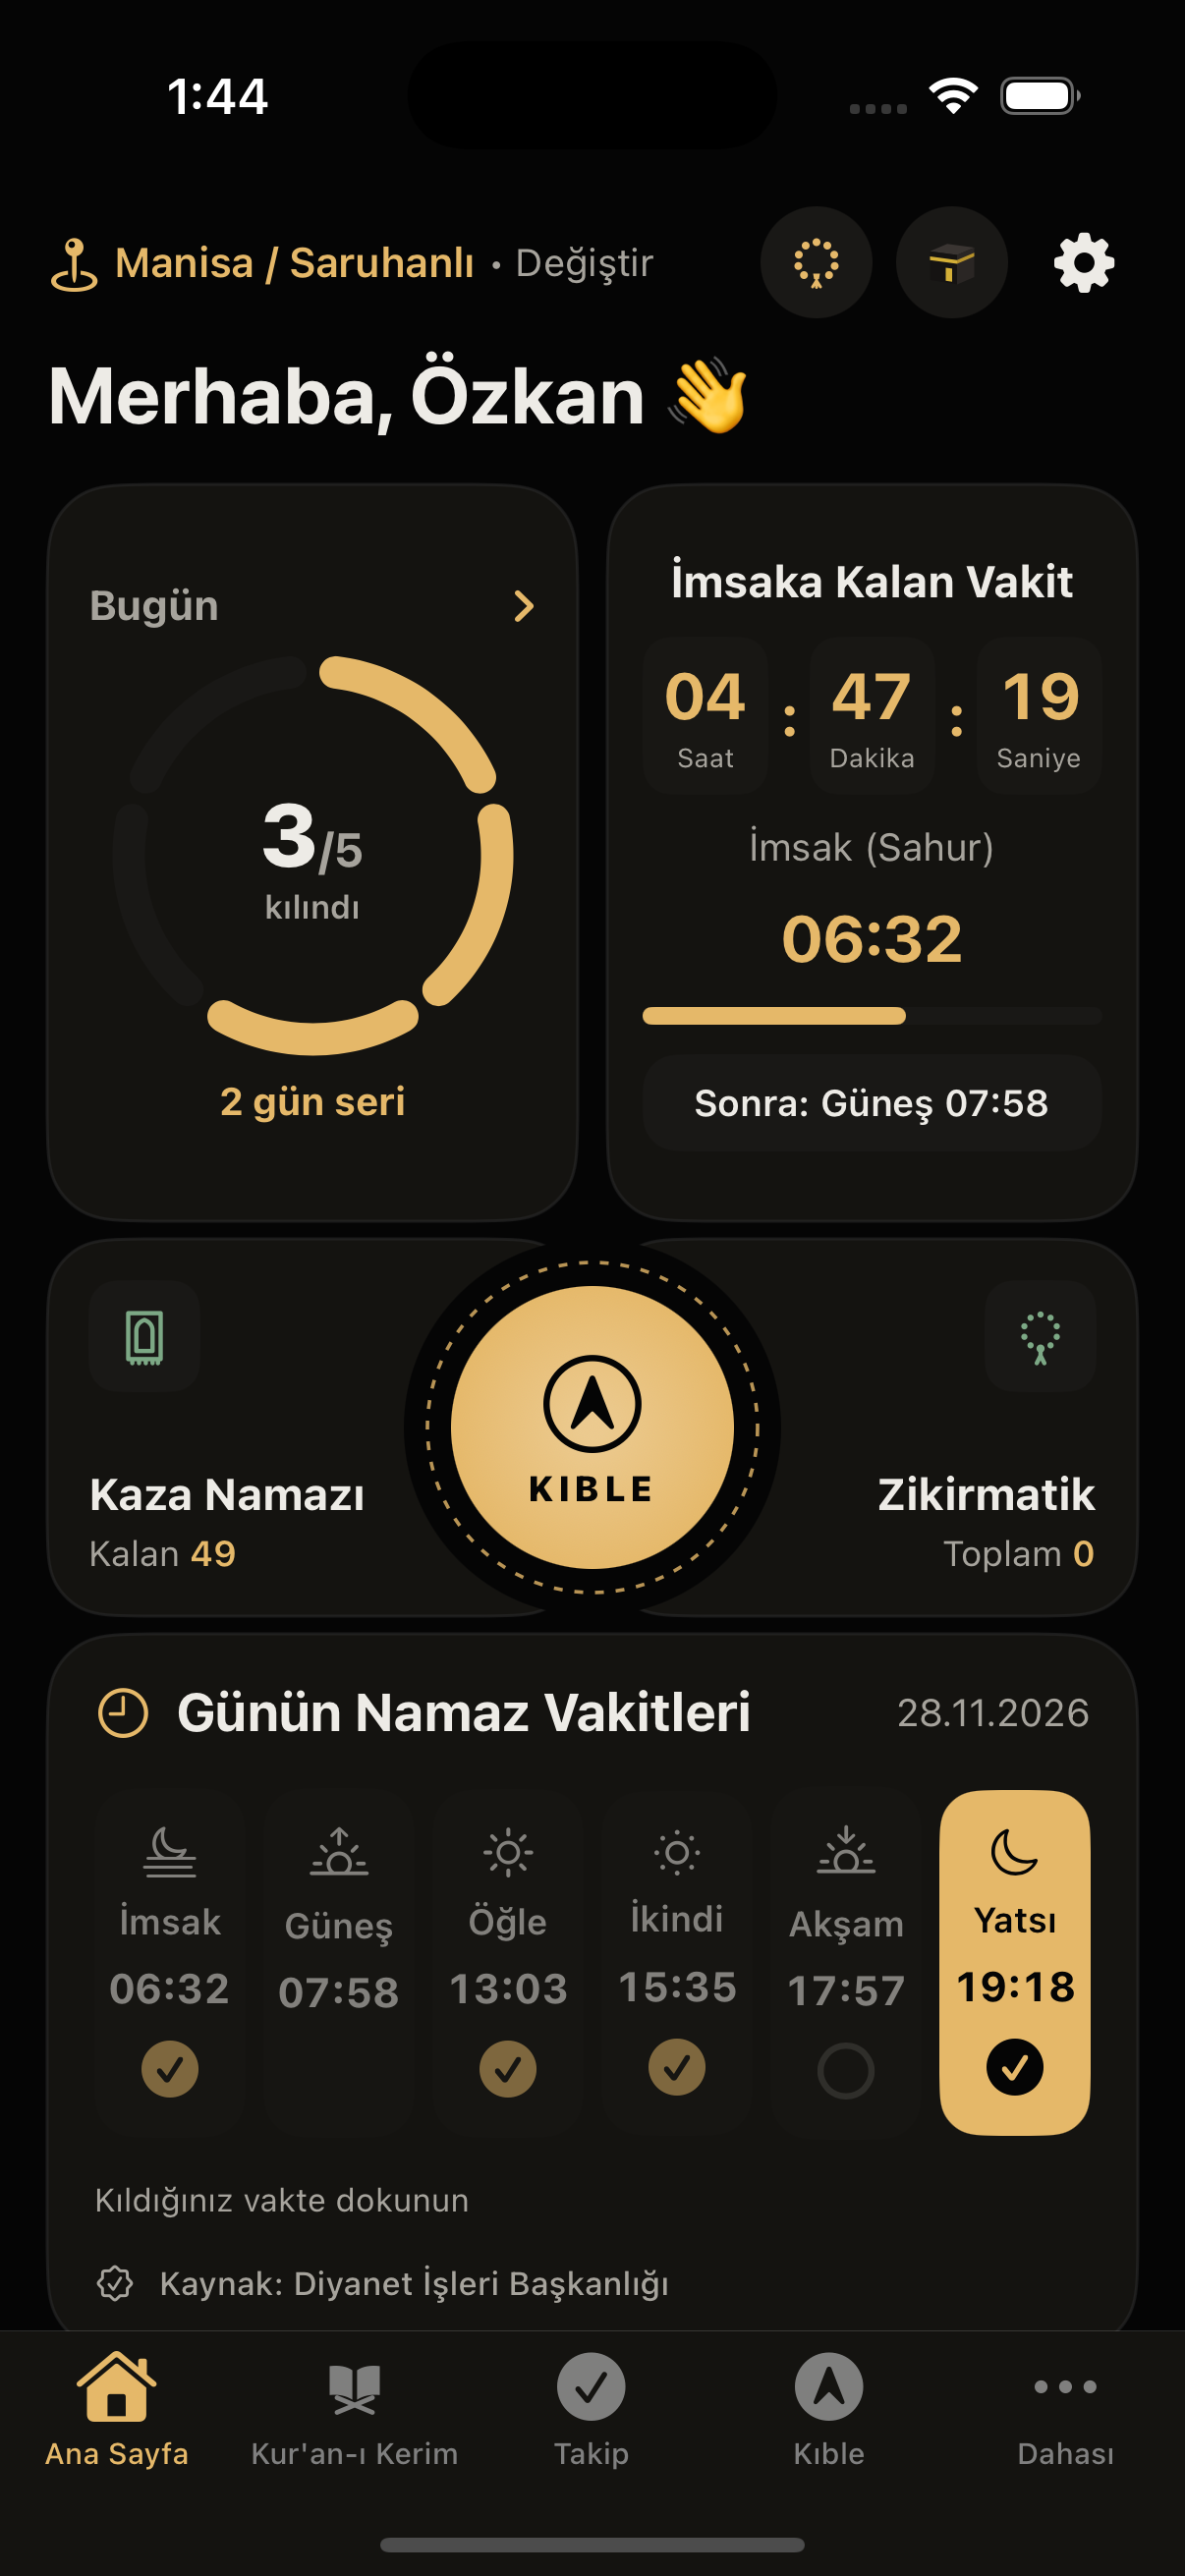 1:44
Manisa / Saruhanlı • Değiştir
Merhaba, Özkan 👋
Bugün
3/5
kılındı
2 gün seri
İmsaka Kalan Vakit
04 : 47 : 19
Saat Dakika Saniye
İmsak (Sahur)
06:32
Sonra: Güneş 07:58
Kaza Namazı
Kalan 49
KIBLE
Zikirmatik
Toplam 0
Günün Namaz Vakitleri 28.11.2026
İmsak Güneş Öğle İkindi Akşam Yatsı
06:32 07:58 13:03 15:35 17:57 19:18
Kıldığınız vakte dokunun
Kaynak: Diyanet İşleri Başkanlığı
Ana Sayfa Kur'an-ı Kerim Takip Kıble Dahası